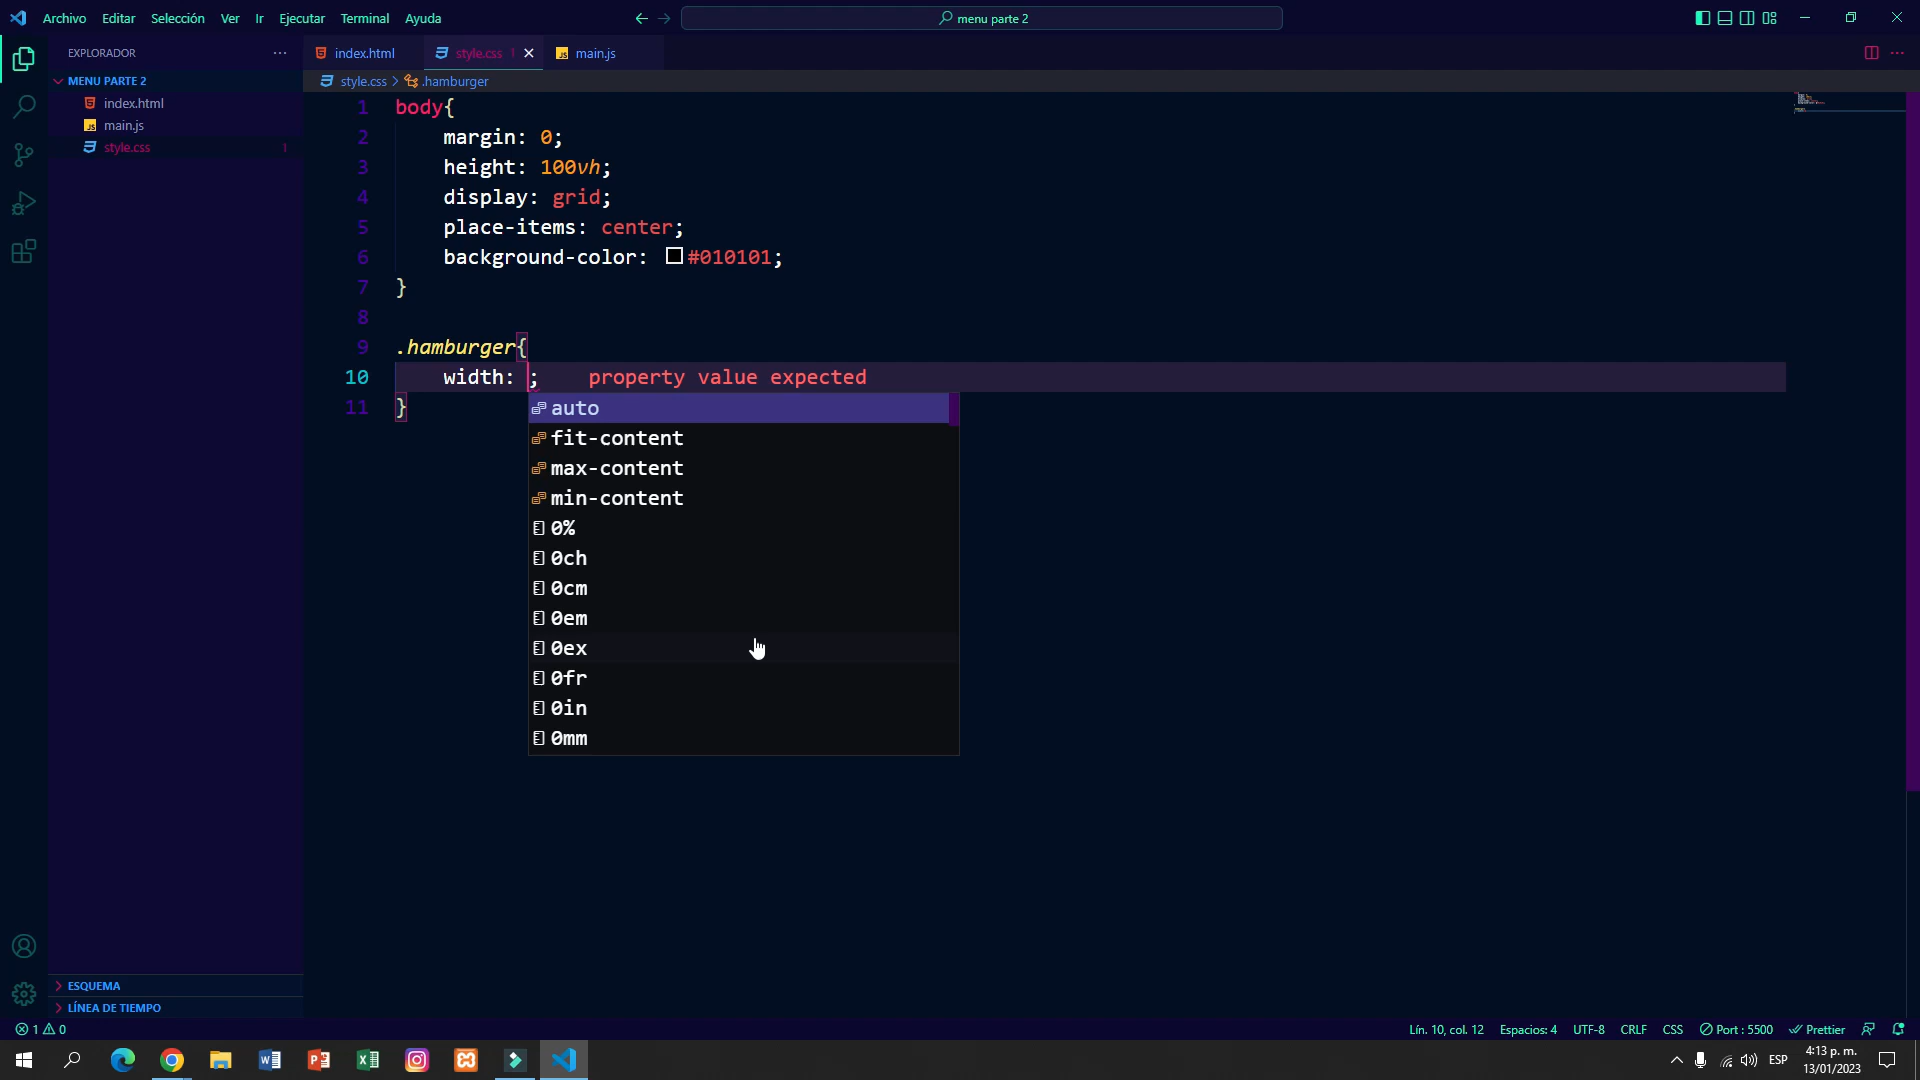 Archivo Editar Selección Ver Ir Ejecutar Terminal Ayuda
menu parte 2
EXPLORADOR
index.html
style.css 1
main.js
MENU PARTE 2
style.css > .hamburger
index.html
main.js
style.css 1
1 body{
2 margin: 0;
3 height: 100vh;
4 display: grid;
5 place-items: center;
6 background-color: #010101;
7 }
8
9 .hamburger{
10 width: ; property value expected
11 }
auto
fit-content
max-content
min-content
0%
0ch
0cm
0em
0ex
0fr
0in
0mm
ESQUEMA
LÍNEA DE TIEMPO
1 0
Lín. 10, col. 12 Espacios: 4 UTF-8 CRLF CSS Port : 5500 Prettier
ESP
4:13 p. m.
13/01/2023